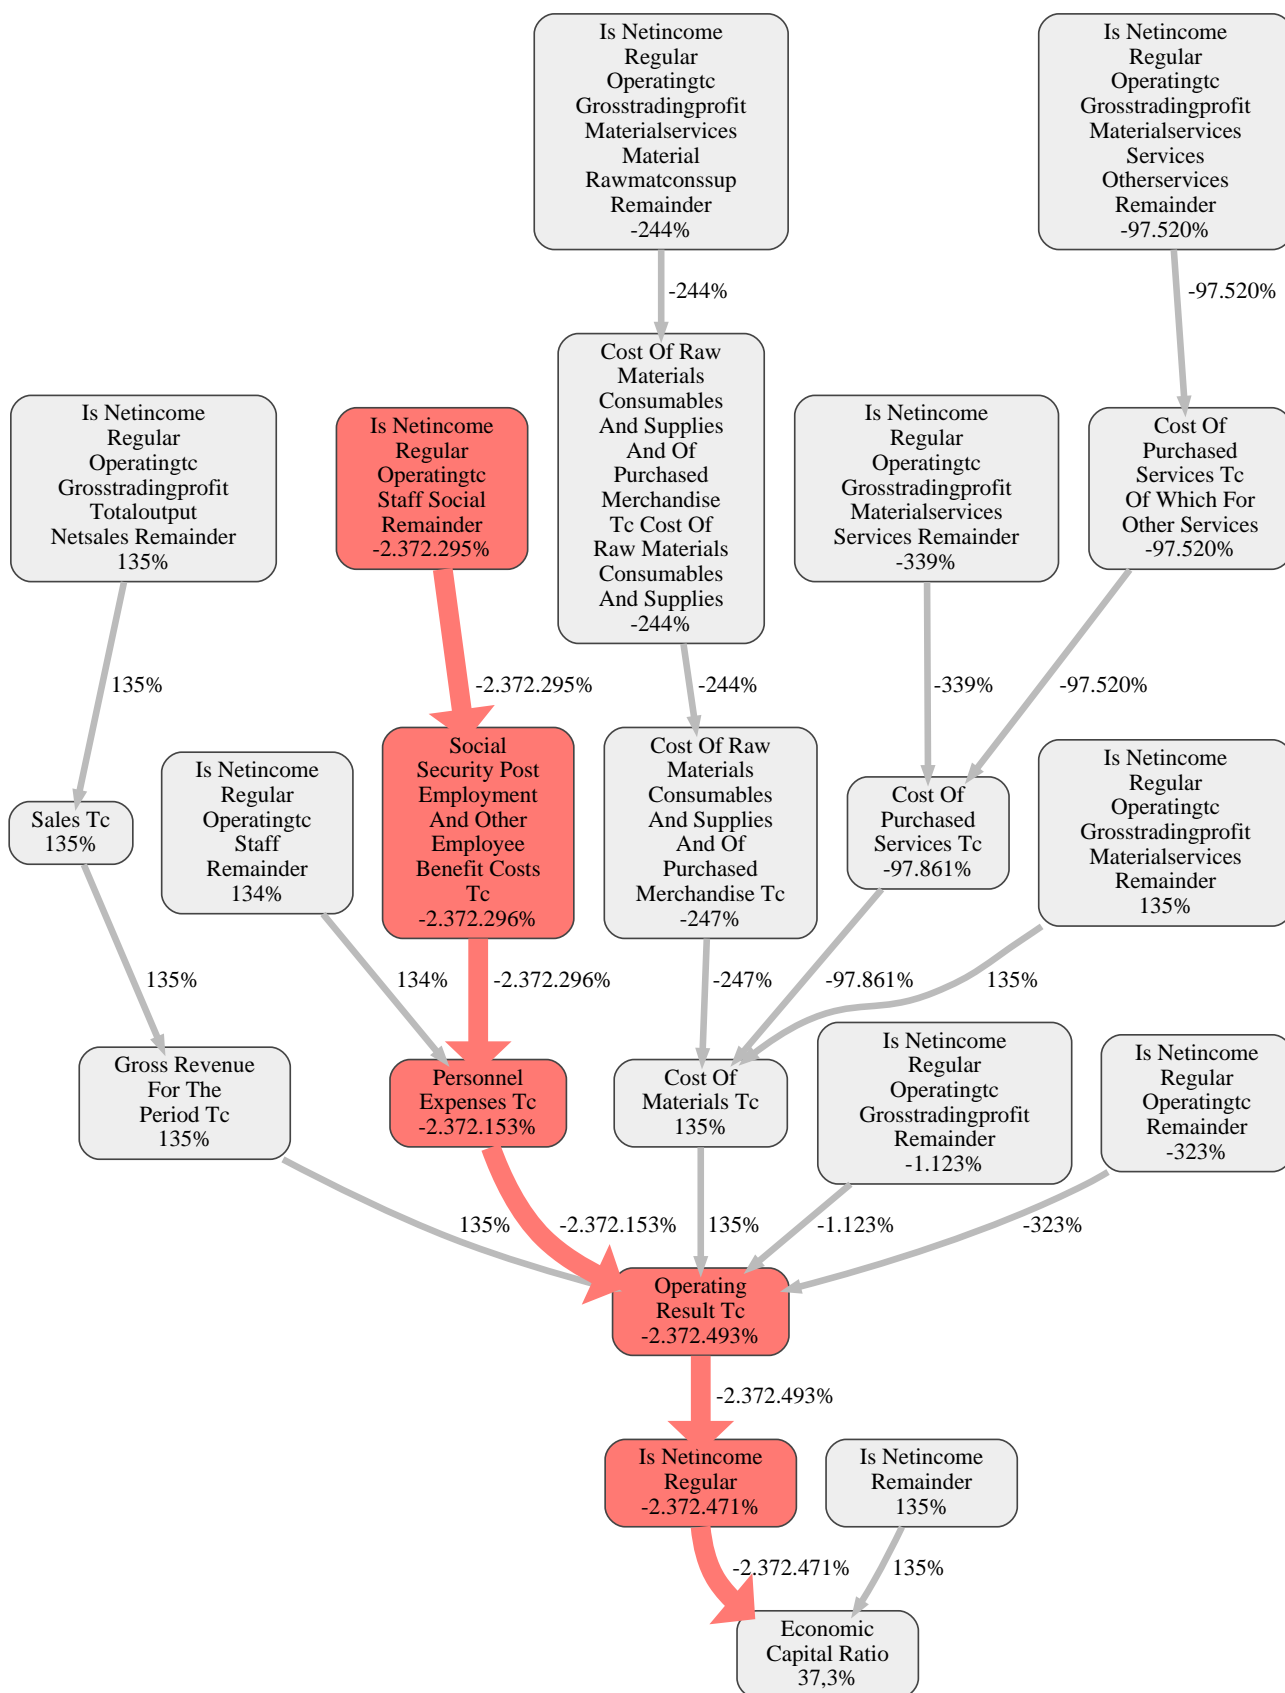 Is Netincome
Regular
Operatingtc
Grosstradingprofit
Materialservices
Material
Rawmatconssup
Remainder
-244%
Is Netincome
Regular
Operatingtc
Grosstradingprofit
Materialservices
Services
Otherservices
Remainder
-97.520%
-244%
-97.520%
Is Netincome
Regular
Operatingtc
Grosstradingprofit
Totaloutput
Netsales Remainder
135%
Is Netincome
Regular
Operatingtc
Staff Social
Remainder
-2.372.295%
Cost Of Raw
Materials
Consumables
And Supplies
And Of
Purchased
Merchandise
Tc Cost Of
Raw Materials
Consumables
And Supplies
-244%
Is Netincome
Regular
Operatingtc
Grosstradingprofit
Materialservices
Services Remainder
-339%
Cost Of
Purchased
Services Tc
Of Which For
Other Services
-97.520%
135%
-2.372.295%
-244%
-339%
-97.520%
Sales Tc
135%
Is Netincome
Regular
Operatingtc
Staff
Remainder
134%
Social
Security Post
Employment
And Other
Employee
Benefit Costs
Tc
-2.372.296%
Cost Of Raw
Materials
Consumables
And Supplies
And Of
Purchased
Merchandise Tc
-247%
Cost Of
Purchased
Services Tc
-97.861%
Is Netincome
Regular
Operatingtc
Grosstradingprofit
Materialservices
Remainder
135%
135%
134%
-2.372.296%
-247%
-97.861%
135%
Gross Revenue
For The
Period Tc
135%
Personnel
Expenses Tc
-2.372.153%
Cost Of
Materials Tc
135%
Is Netincome
Regular
Operatingtc
Grosstradingprofit
Remainder
-1.123%
Is Netincome
Regular
Operatingtc
Remainder
-323%
135%
-2.372.153%
135%
-1.123%
-323%
Operating
Result Tc
-2.372.493%
-2.372.493%
Is Netincome
Regular
-2.372.471%
Is Netincome
Remainder
135%
-2.372.471%
135%
Economic
Capital Ratio
37,3%